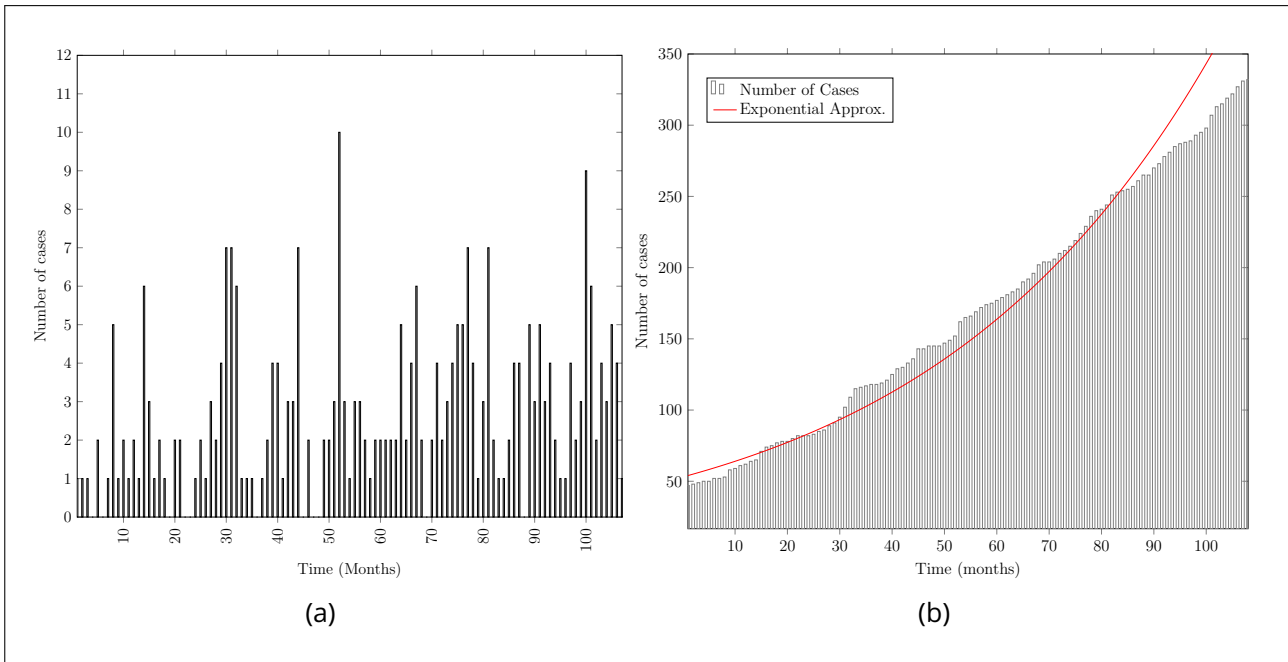 12
11
10
9
8
7
6
5
4
3
2
1
0
Number of cases
10 20 30 40 50 60 70 80 90 100
Time (Months)
(a)
350
300
250
200
150
100
50
Number of cases
Number of Cases
Exponential Approx.
10 20 30 40 50 60 70 80 90 100
Time (months)
(b)